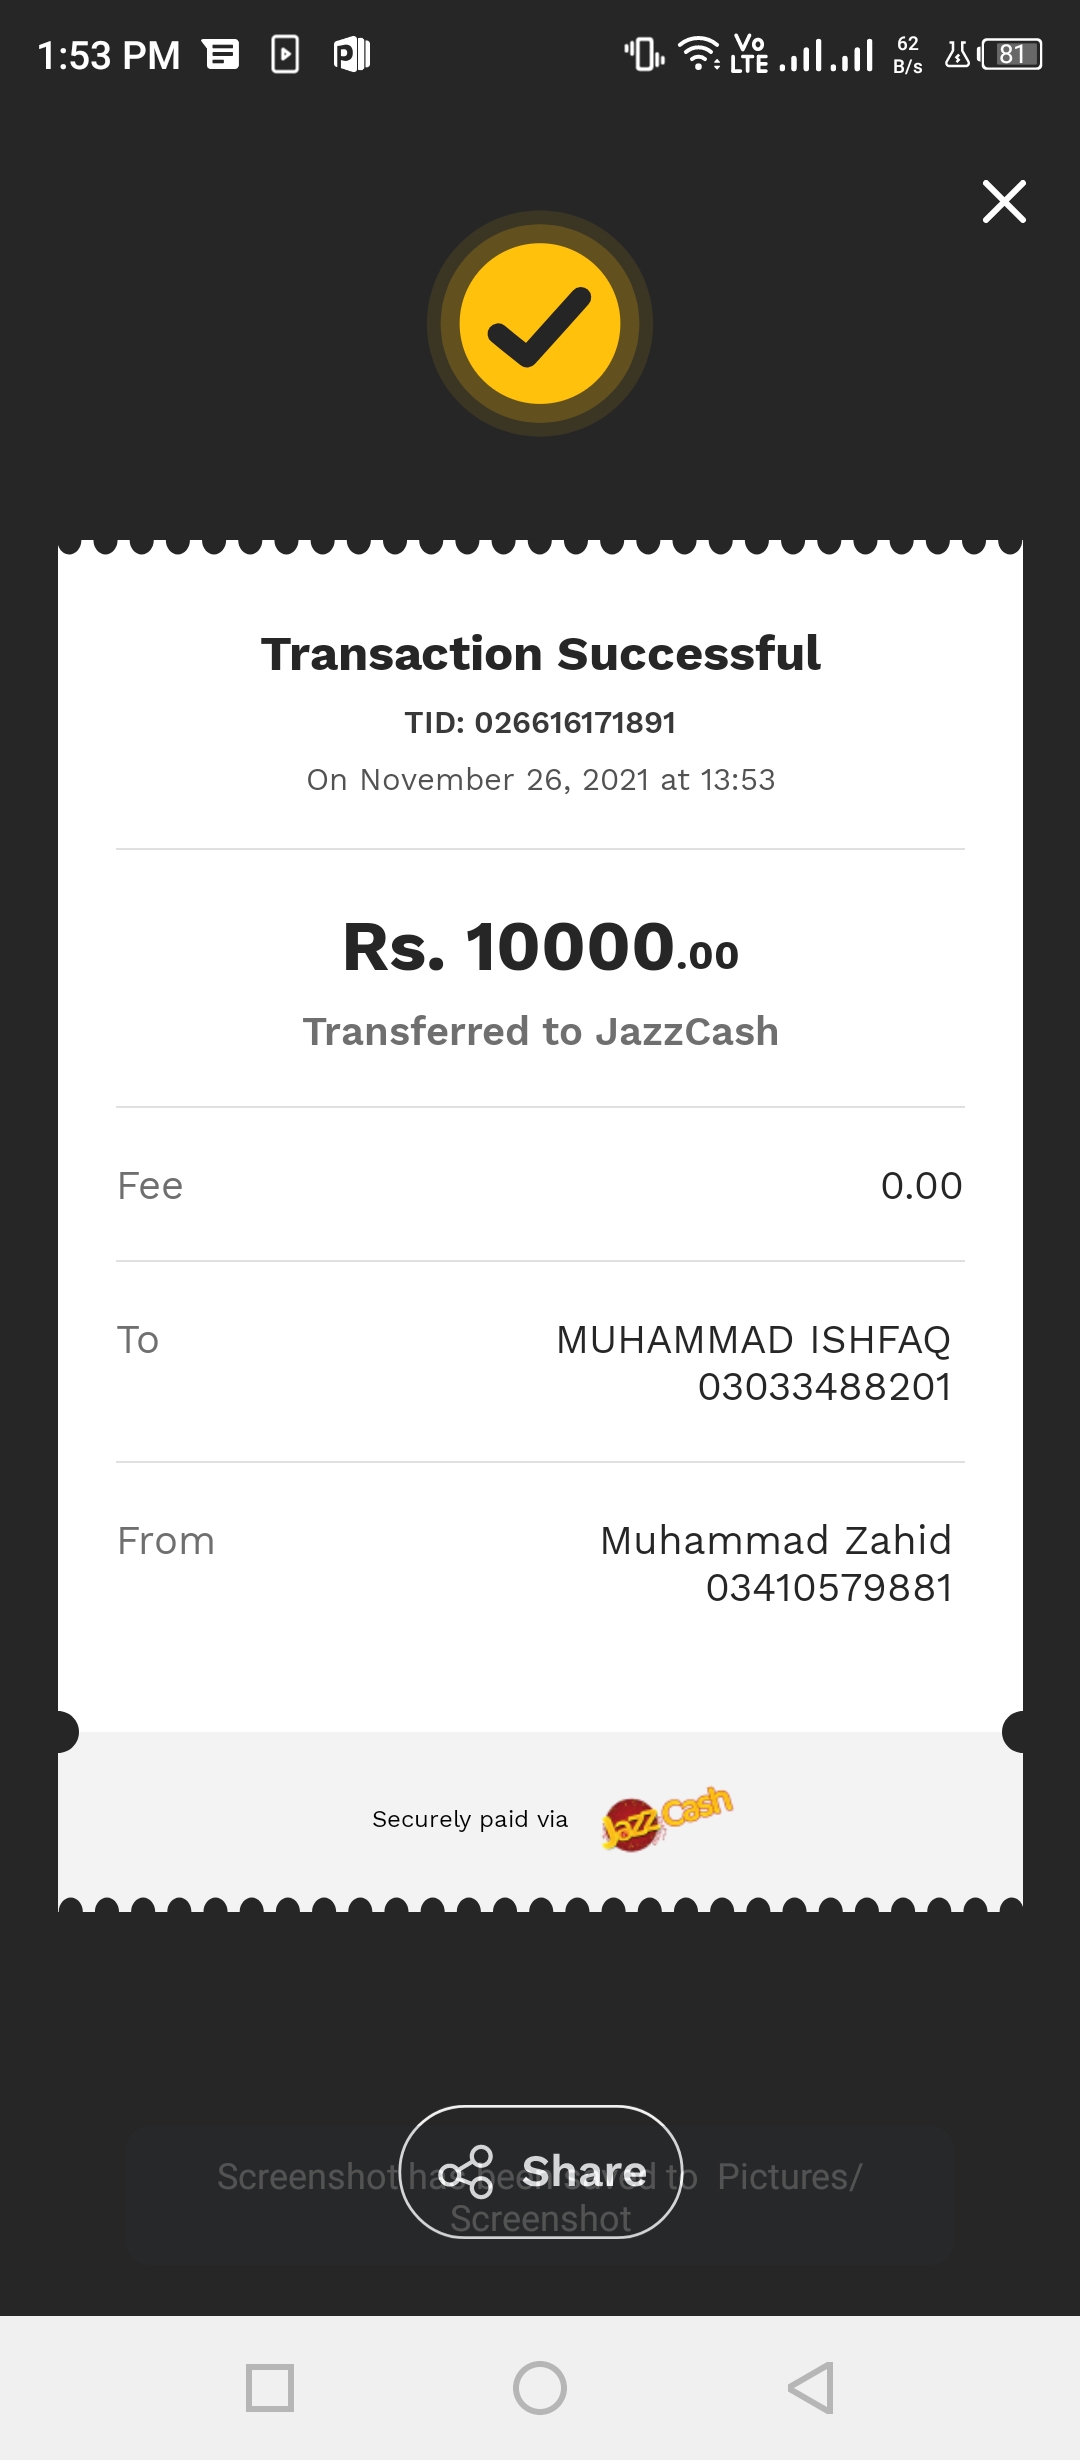 1:53 PM
Vo
LTE
62
B/s
81
Transaction Successful
TID: 026616171891
On November 26, 2021 at 13:53
Rs. 10000.00
Transferred to JazzCash
Fee
0.00
To
MUHAMMAD ISHFAQ
03033488201
From
Muhammad Zahid
03410579881
Securely paid via
JazzCash
Share
Screenshot has been saved to Pictures/
Screenshot